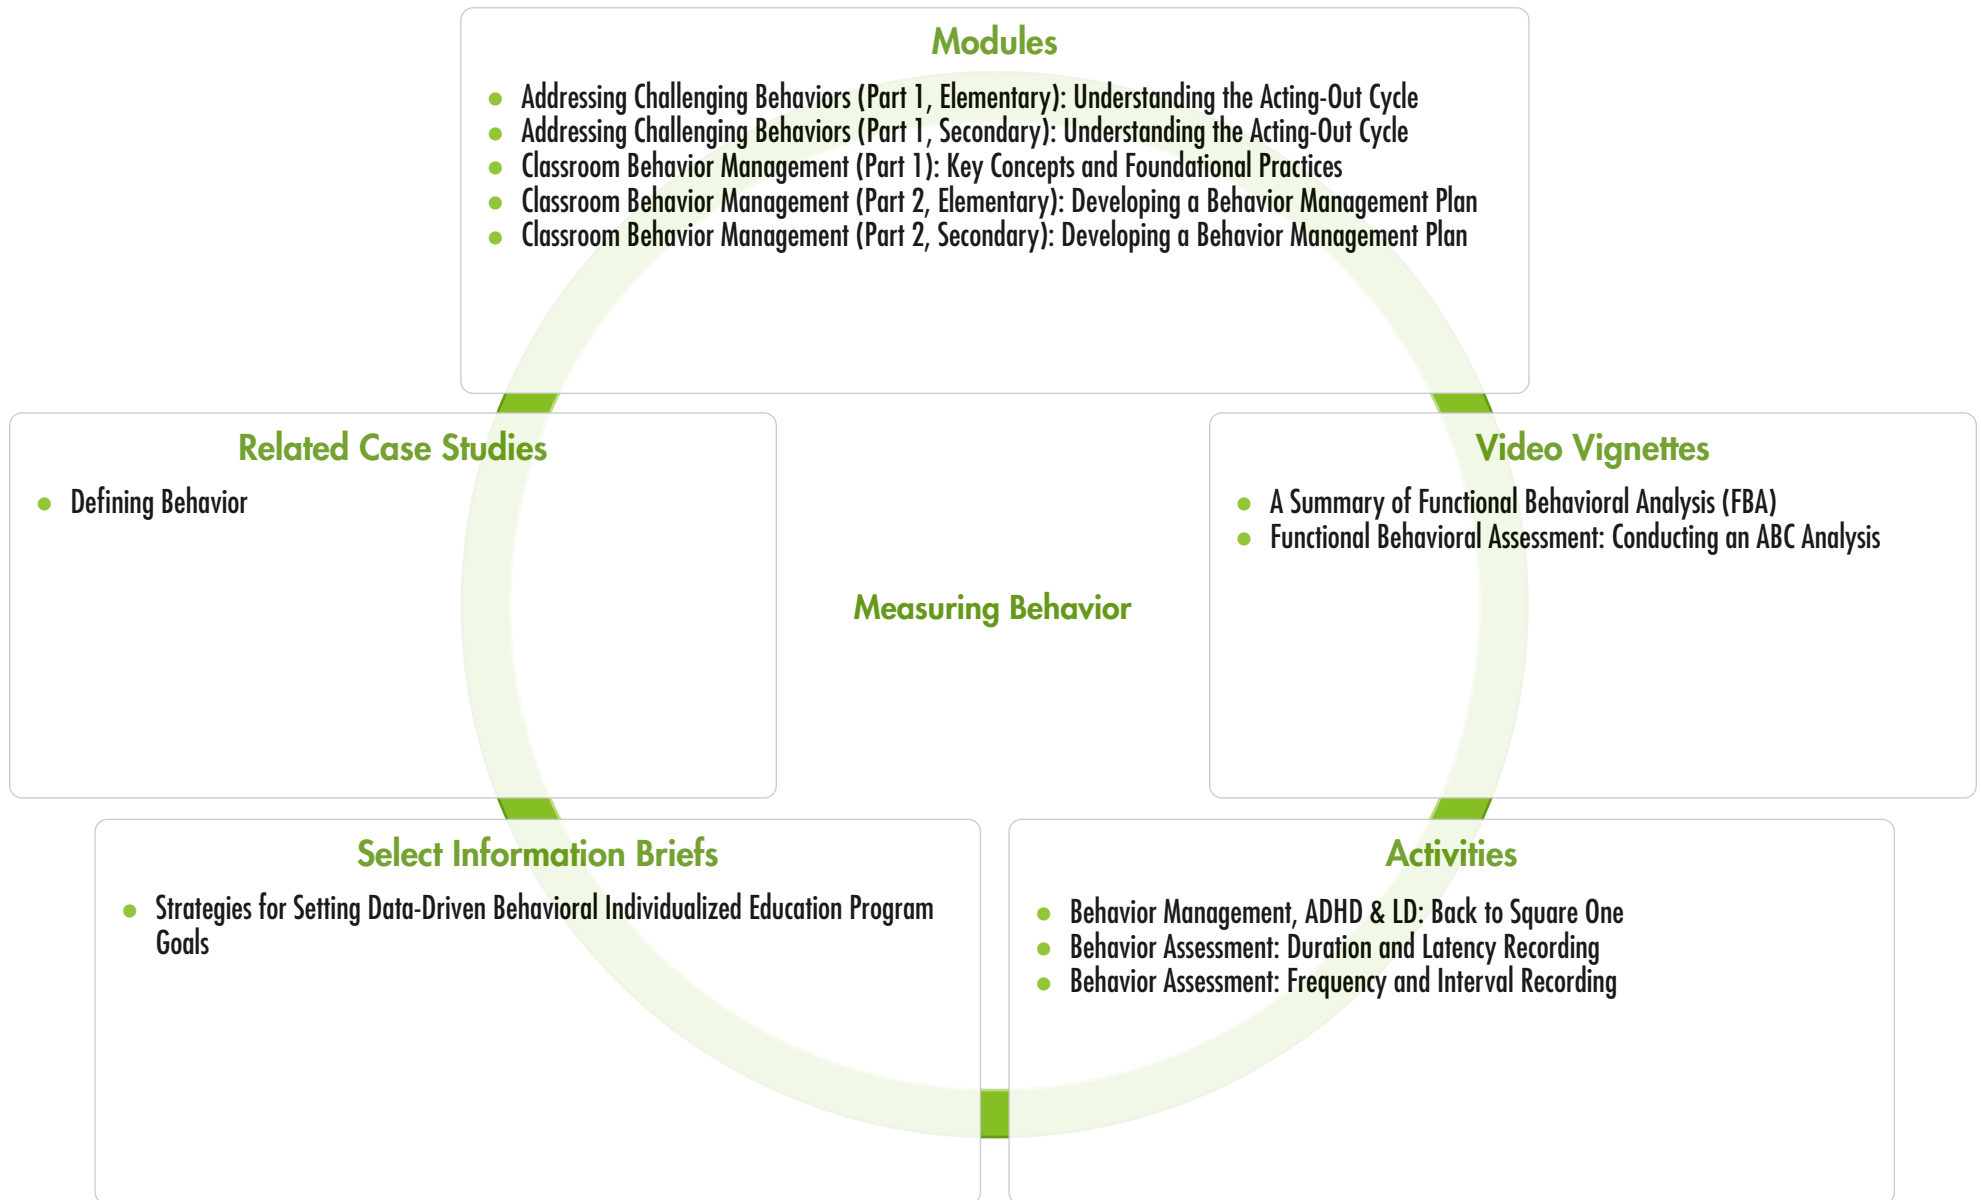 Modules
Addressing Challenging Behaviors (Part 1, Elementary): Understanding the Acting-Out Cycle
Addressing Challenging Behaviors (Part 1, Secondary): Understanding the Acting-Out Cycle
Classroom Behavior Management (Part 1): Key Concepts and Foundational Practices
Classroom Behavior Management (Part 2, Elementary): Developing a Behavior Management Plan
Classroom Behavior Management (Part 2, Secondary): Developing a Behavior Management Plan
Related Case Studies
Defining Behavior
Video Vignettes
A Summary of Functional Behavioral Analysis (FBA)
Functional Behavioral Assessment: Conducting an ABC Analysis
Measuring Behavior
Select Information Briefs
Strategies for Setting Data-Driven Behavioral Individualized Education Program
Goals
Activities
Behavior Management, ADHD & LD: Back to Square One
Behavior Assessment: Duration and Latency Recording
Behavior Assessment: Frequency and Interval Recording